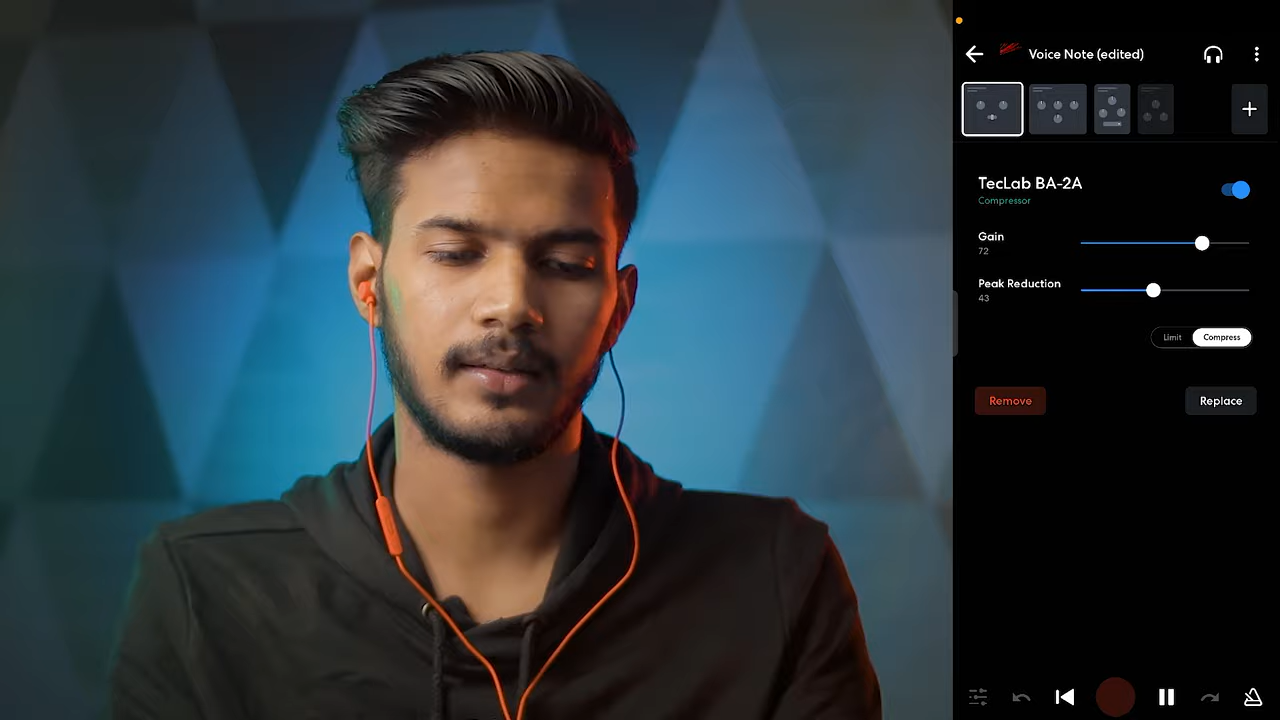 Voice Note (edited)
TecLab BA-2A
Compressor
Gain
72
Peak Reduction
43
Limit
Compress
Remove
Replace